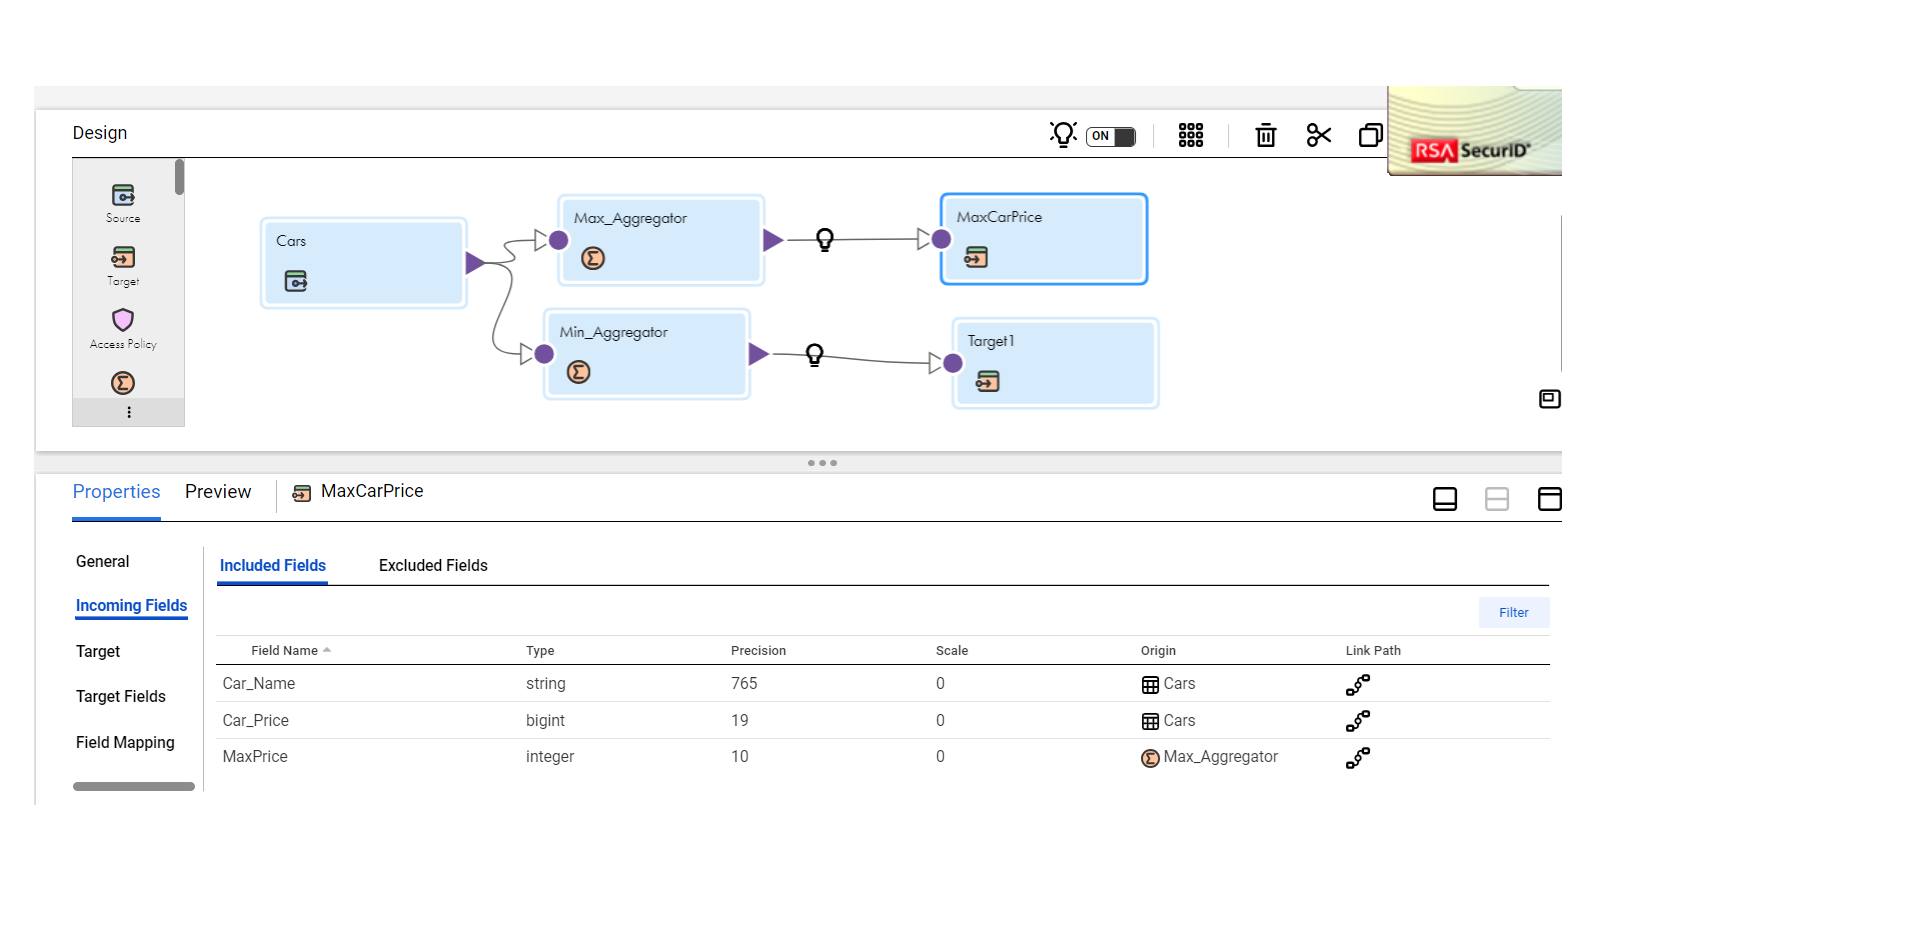 Design
ON
RSA SecurID
Source
Target
Access Policy
Cars
Max_Aggregator
MaxCarPrice
Min_Aggregator
Target1
Properties
Preview
MaxCarPrice
General
Incoming Fields
Target
Target Fields
Field Mapping
Included Fields
Excluded Fields
Filter
Field Name Type Precision Scale Origin Link Path
Car_Name string 765 0 Cars
Car_Price bigint 19 0 Cars
MaxPrice integer 10 0 Max_Aggregator